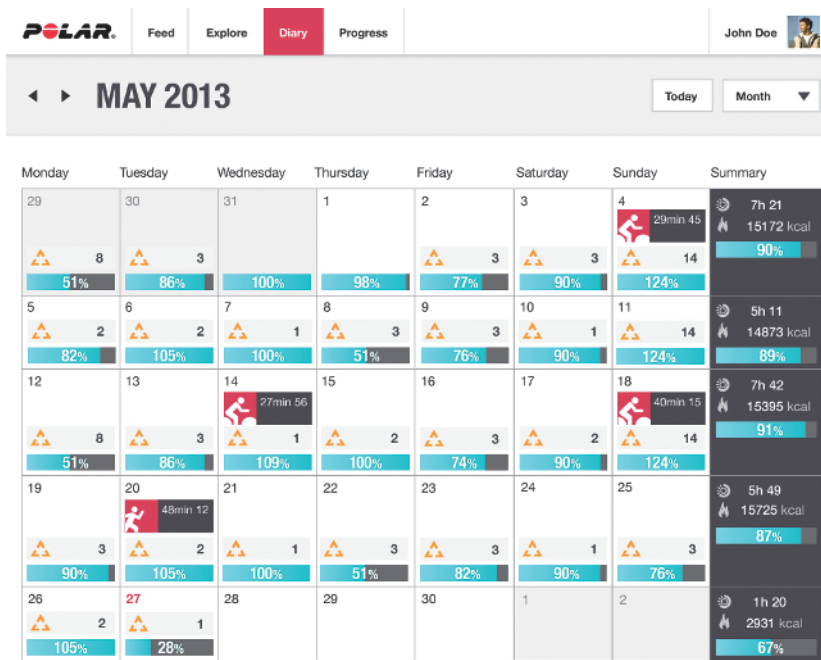 POLAR. Feed Explore Diary Progress John Doe
MAY 2013 Today Month
Monday Tuesday Wednesday Thursday Friday Saturday Sunday Summary
29 30 31 1 2 3 4 7h 21
29min 45 15172 kcal
8 3 3 3 14 90%
51% 86% 100% 98% 77% 90% 124%
5 6 7 8 9 10 11 5h 11
2 2 1 3 3 1 14 14873 kcal
82% 105% 100% 51% 76% 90% 124% 89%
12 13 14 15 16 17 18 7h 42
27min 56 40min 15 15395 kcal
91%
8 3 1 2 3 2 14
51% 86% 109% 100% 74% 90% 124%
19 20 21 22 23 24 25 5h 49
48min 12 15725 kcal
87%
3 2 1 3 3 1 3
90% 105% 100% 51% 82% 90% 76%
26 27 28 29 30 1 2 1h 20
2 1 2931 kcal
105% 28% 67%